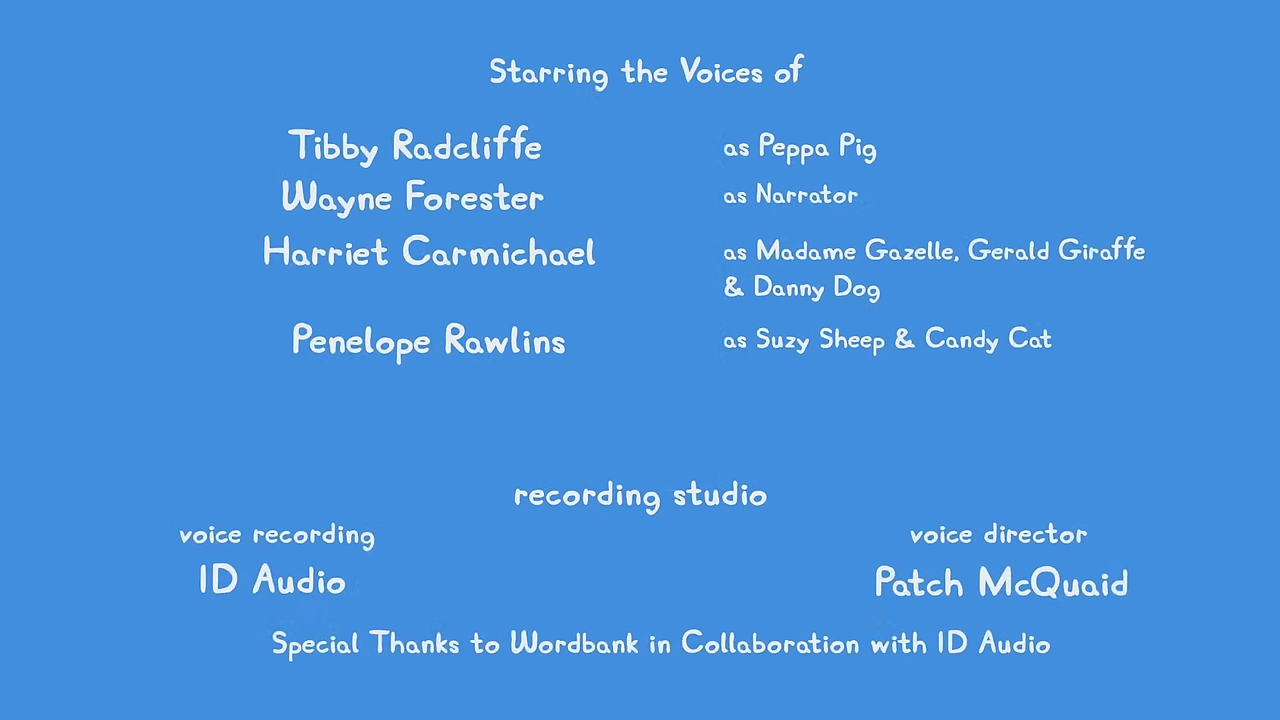 Starring the Voices of
Tibby Radcliffe as Peppa Pig
Wayne Forester as Narrator
Harriet Carmichael as Madame Gazelle, Gerald Giraffe
& Danny Dog
Penelope Rawlins as Suzy Sheep & Candy Cat
recording studio
voice recording voice director
ID Audio Patch McQuaid
Special Thanks to Wordbank in Collaboration with ID Audio